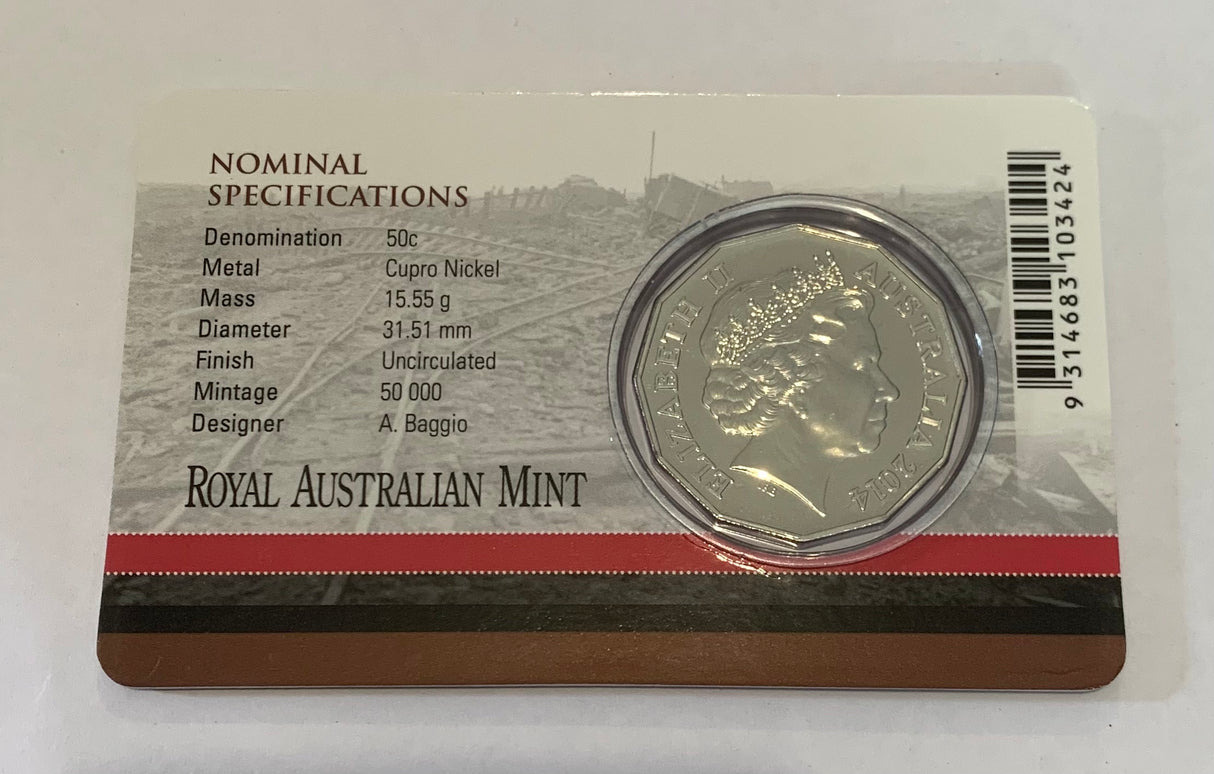 NOMINAL
SPECIFICATIONS
Denomination 50c
Metal Cupro Nickel
Mass 15.55 g
Diameter 31.51 mm
Finish Uncirculated
Mintage 50 000
Designer A. Baggio
ROYAL AUSTRALIAN MINT
ELIZABETH II AUSTRALIA 2014
9 314683 103424